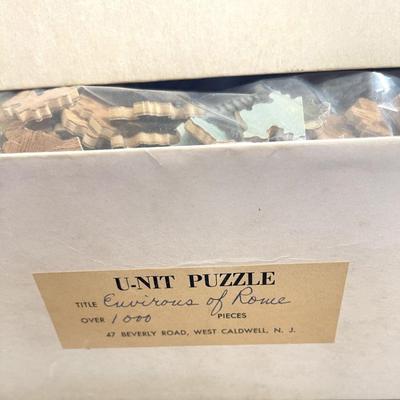 U-NIT PUZZLE
TITLE Environs of Rome
OVER 1000 PIECES
47 BEVERLY ROAD, WEST CALDWELL, N. J.